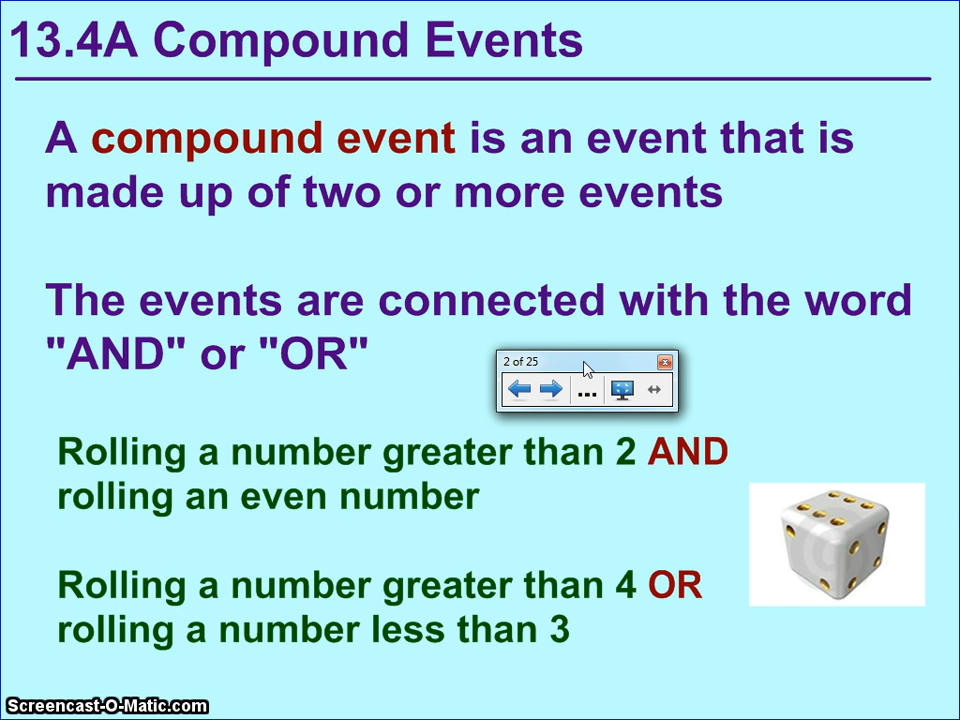 13.4A Compound Events
A compound event is an event that is
made up of two or more events
The events are connected with the word
"AND" or "OR"
2 of 25
...
Rolling a number greater than 2 AND
rolling an even number
Rolling a number greater than 4 OR
rolling a number less than 3
Screencast-O-Matic.com